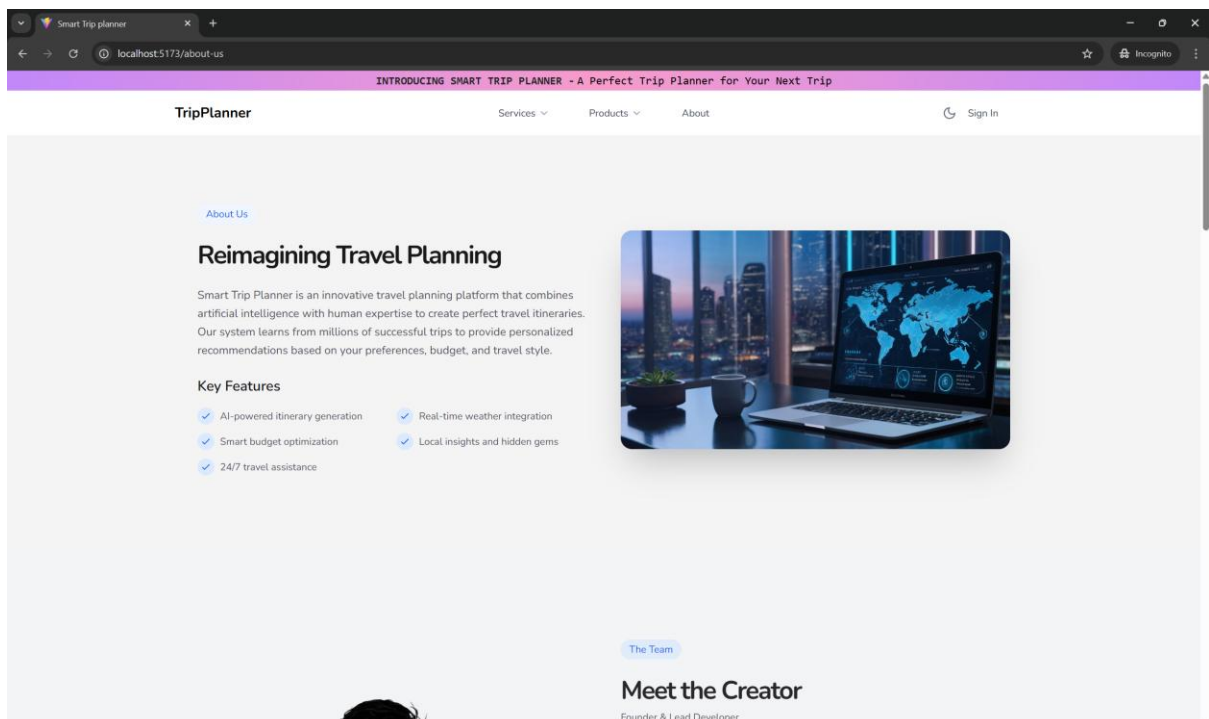 Smart Trip planner
localhost:5173/about-us
Incognito
INTRODUCING SMART TRIP PLANNER - A Perfect Trip Planner for Your Next Trip
TripPlanner
Services
Products
About
Sign In
About Us
Reimagining Travel Planning
Smart Trip Planner is an innovative travel planning platform that combines
artificial intelligence with human expertise to create perfect travel itineraries.
Our system learns from millions of successful trips to provide personalized
recommendations based on your preferences, budget, and travel style.
Key Features
AI-powered itinerary generation
Real-time weather integration
Smart budget optimization
Local insights and hidden gems
24/7 travel assistance
The Team
Meet the Creator
Founder & Lead Developer